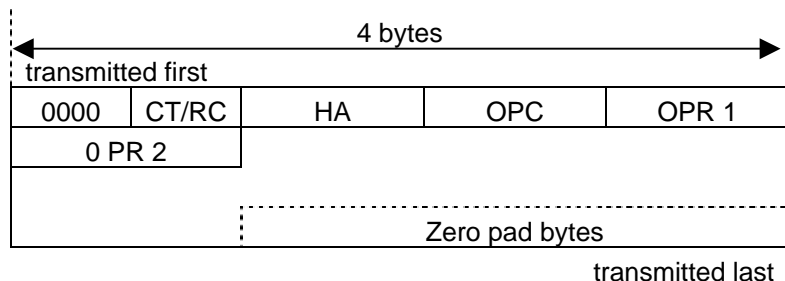 4 bytes
transmitted first
0000 CT/RC HA OPC OPR 1
0 PR 2
Zero pad bytes
transmitted last